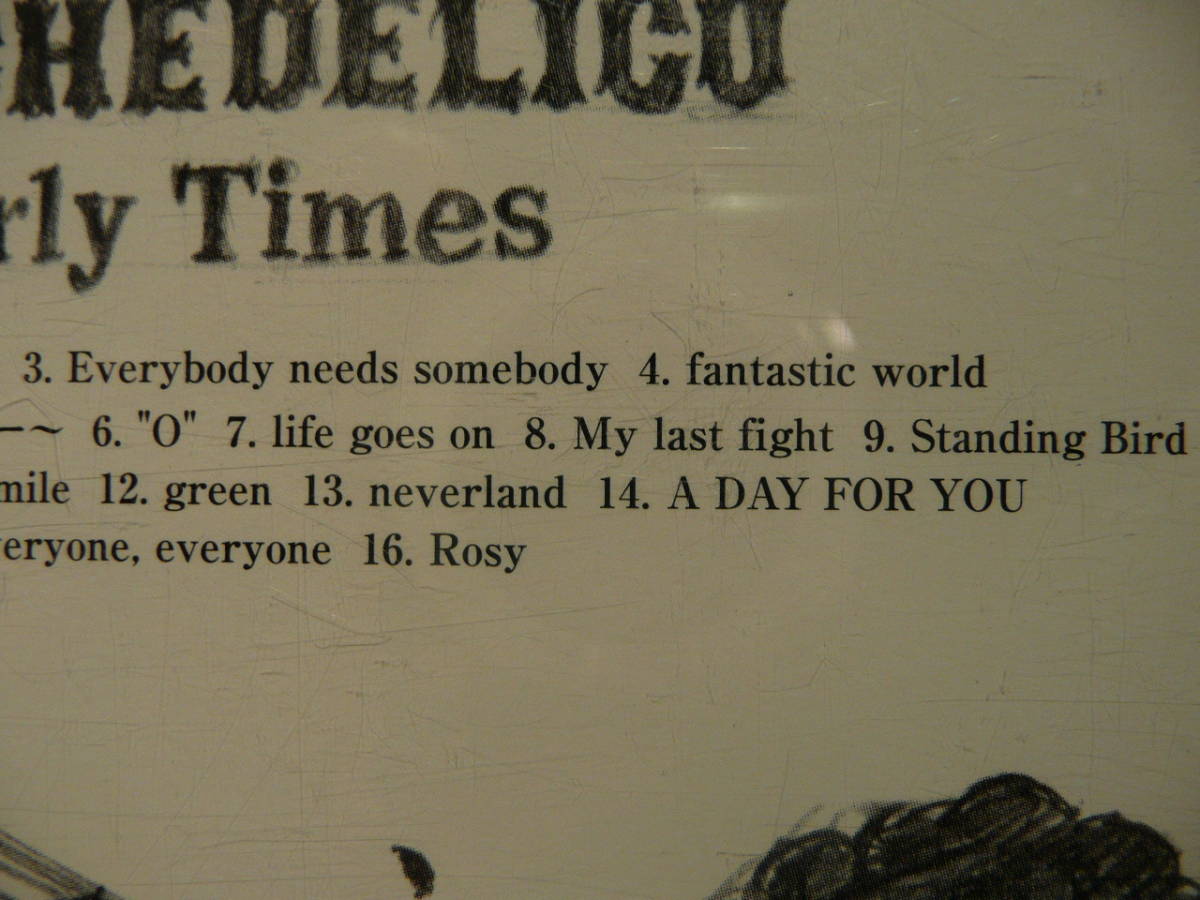 CHEDELICO
rly Times
3. Everybody needs somebody 4. fantastic world
ー～ 6. "O" 7. life goes on 8. My last fight 9. Standing Bird
mile 12. green 13. neverland 14. A DAY FOR YOU
eryone, everyone 16. Rosy